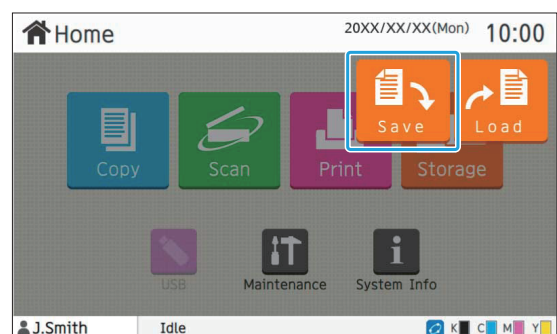 Home
20XX/XX/XX(Mon) 10:00
Save Load
Copy Scan Print Storage
USB Maintenance System Info
J.Smith Idle K C M Y